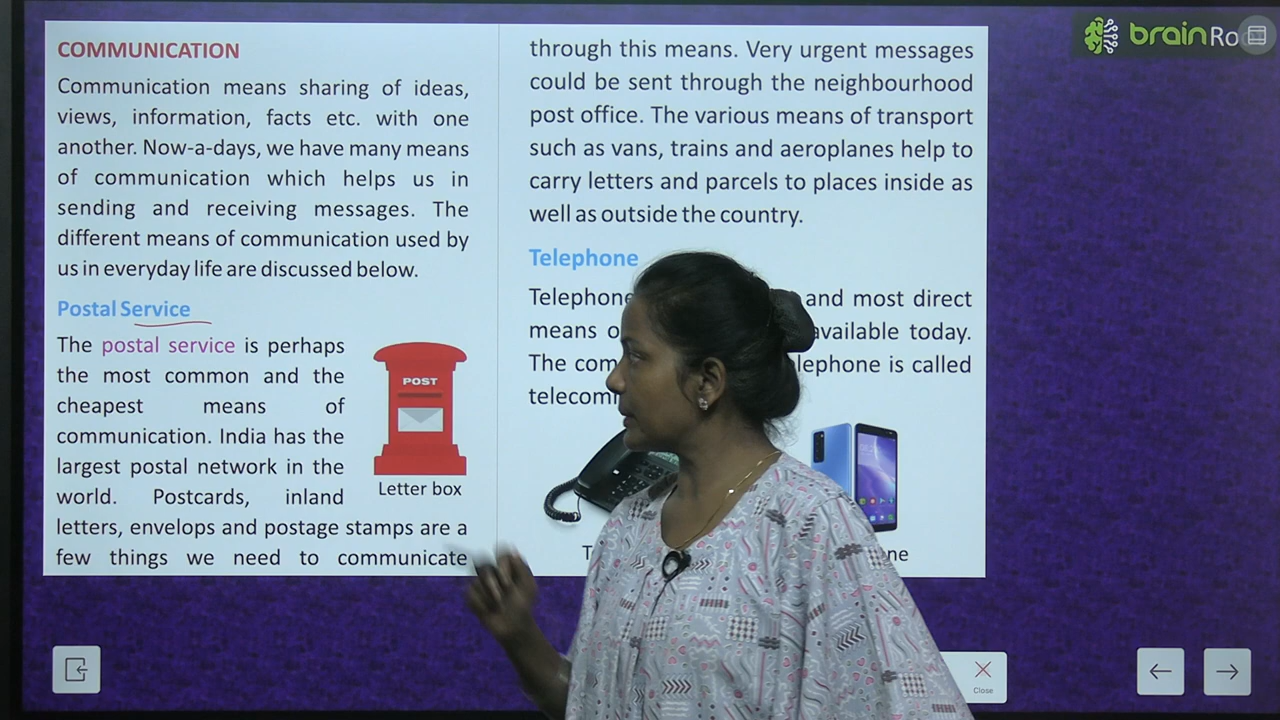 COMMUNICATION
Communication means sharing of ideas,
views, information, facts etc. with one
another. Now-a-days, we have many means
of communication which helps us in
sending and receiving messages. The
different means of communication used by
us in everyday life are discussed below.
Postal Service
The postal service is perhaps
the most common and the
cheapest means of
communication. India has the
largest postal network in the
world. Postcards, inland
letters, envelops and postage stamps are a
few things we need to communicate
POST
Letter box
through this means. Very urgent messages
could be sent through the neighbourhood
post office. The various means of transport
such as vans, trains and aeroplanes help to
carry letters and parcels to places inside as
well as outside the country.
Telephone
Telephone and most direct
means available today.
The is called
brain
Close